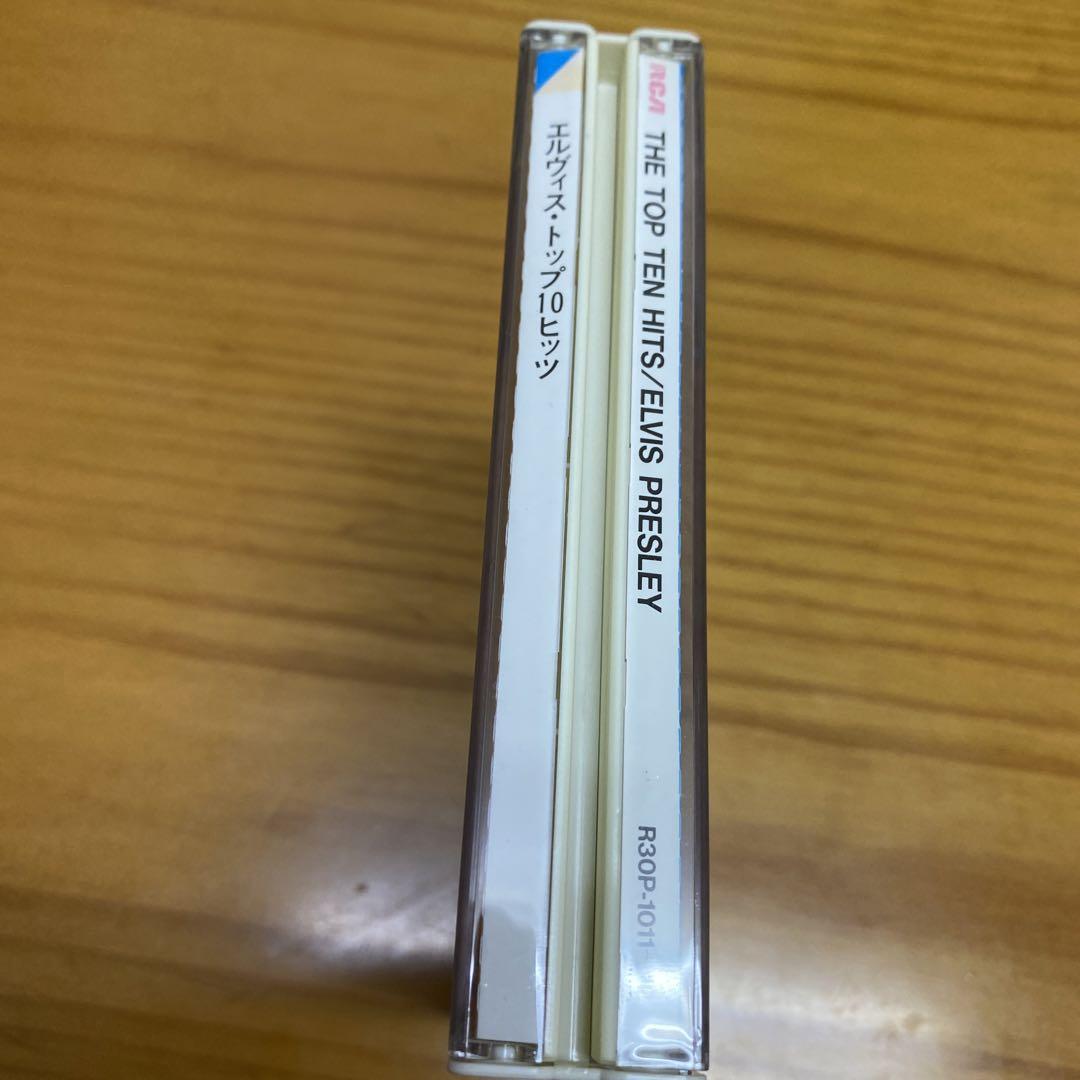 エルヴィス・トップ10ヒッツ
RCA THE TOP TEN HITS/ELVIS PRESLEY R30P-1011